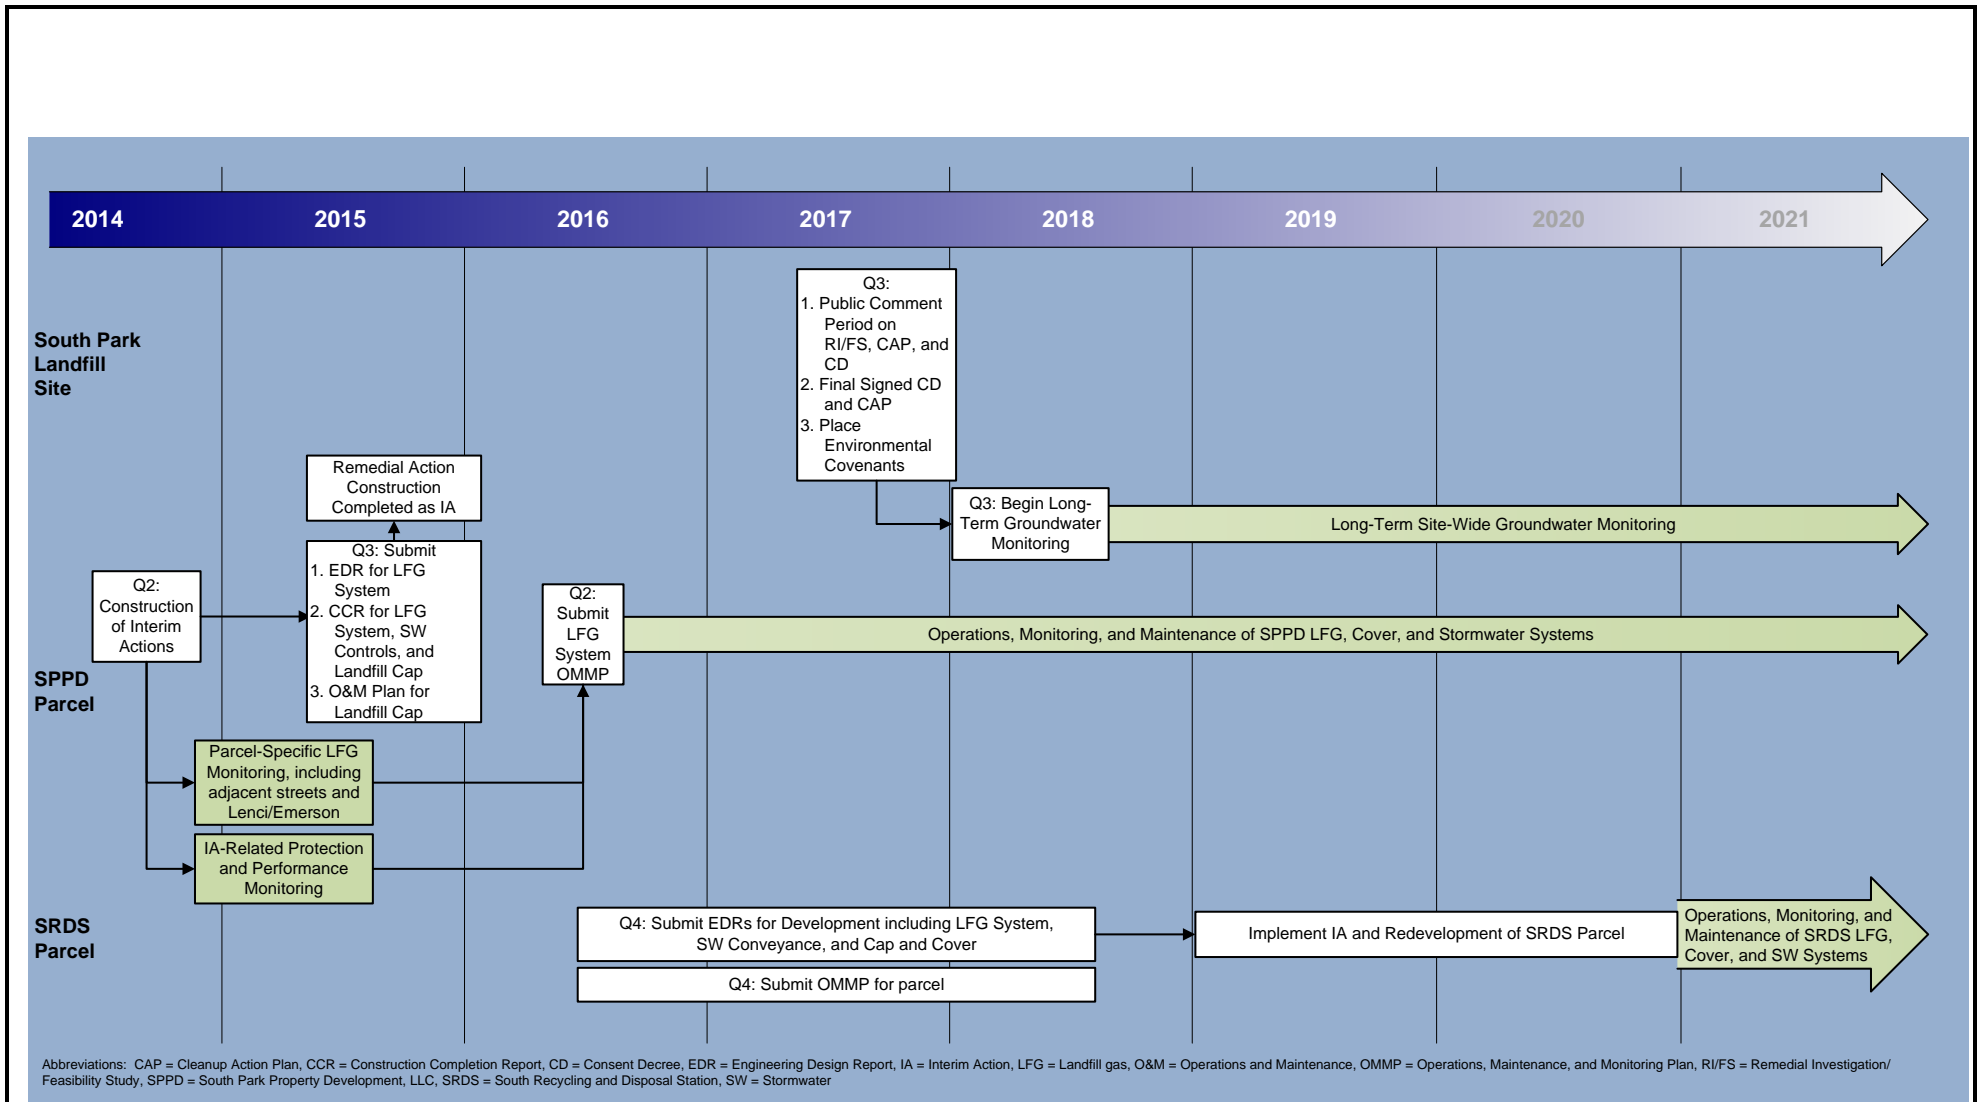 2014 2015 2016 2017 2018 2019 2020 2021
South Park
Landfill
Site
Q3:
1. Public Comment
Period on
RI/FS, CAP, and
CD
2. Final Signed CD
and CAP
3. Place
Environmental
Covenants
Remedial Action
Construction
Completed as IA
Q3: Begin Long-
Term Groundwater
Monitoring
Long-Term Site-Wide Groundwater Monitoring
SPPD
Parcel
Q2:
Construction
of Interim
Actions
Q3: Submit
1. EDR for LFG
System
2. CCR for LFG
System, SW
Controls, and
Landfill Cap
3. O&M Plan for
Landfill Cap
Q2:
Submit
LFG
System
OMMP
Operations, Monitoring, and Maintenance of SPPD LFG, Cover, and Stormwater Systems
Parcel-Specific LFG
Monitoring, including
adjacent streets and
Lenci/Emerson
IA-Related Protection
and Performance
Monitoring
SRDS
Parcel
Q4: Submit EDRs for Development including LFG System,
SW Conveyance, and Cap and Cover
Q4: Submit OMMP for parcel
Implement IA and Redevelopment of SRDS Parcel
Operations, Monitoring, and
Maintenance of SRDS LFG,
Cover, and SW Systems
Abbreviations: CAP = Cleanup Action Plan, CCR = Construction Completion Report, CD = Consent Decree, EDR = Engineering Design Report, IA = Interim Action, LFG = Landfill gas, O&M = Operations and Maintenance, OMMP = Operations, Maintenance, and Monitoring Plan, RI/FS = Remedial Investigation/
Feasibility Study, SPPD = South Park Property Development, LLC, SRDS = South Recycling and Disposal Station, SW = Stormwater